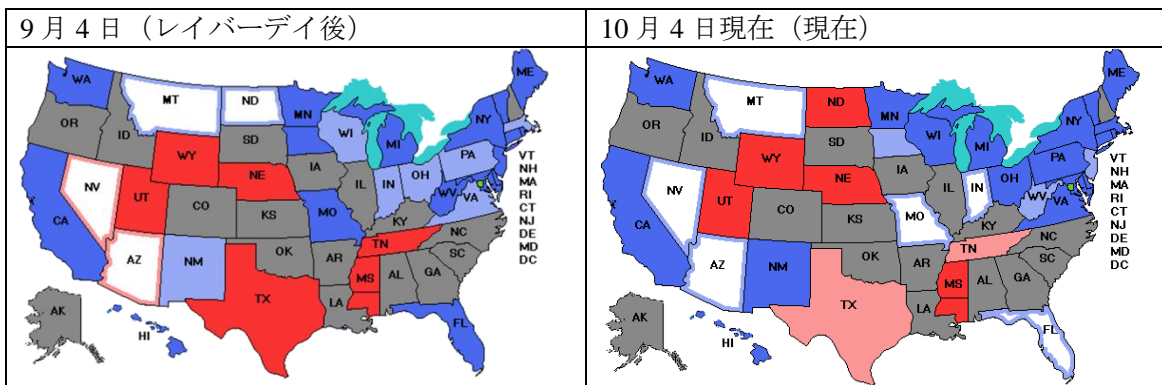 9月4日（レイバーデイ後）
10月4日現在（現在）
WA
MT
ND
MN
ME
OR
ID
WY
SD
WI
MI
NY
NV
UT
NE
IA
PA
CA
CO
KS
MO
IL
IN
OH
WV
VA
KY
AZ
NM
OK
AR
TN
NC
SC
TX
MS
AL
GA
LA
FL
AK
HI
VT
NH
MA
RI
CT
NJ
DE
MD
DC
WA
MT
ND
MN
ME
OR
ID
WY
SD
WI
MI
NY
NV
UT
NE
IA
PA
CA
CO
KS
MO
IL
IN
OH
WV
VA
KY
AZ
NM
OK
AR
TN
NC
SC
TX
MS
AL
GA
LA
FL
AK
HI
VT
NH
MA
RI
CT
NJ
DE
MD
DC